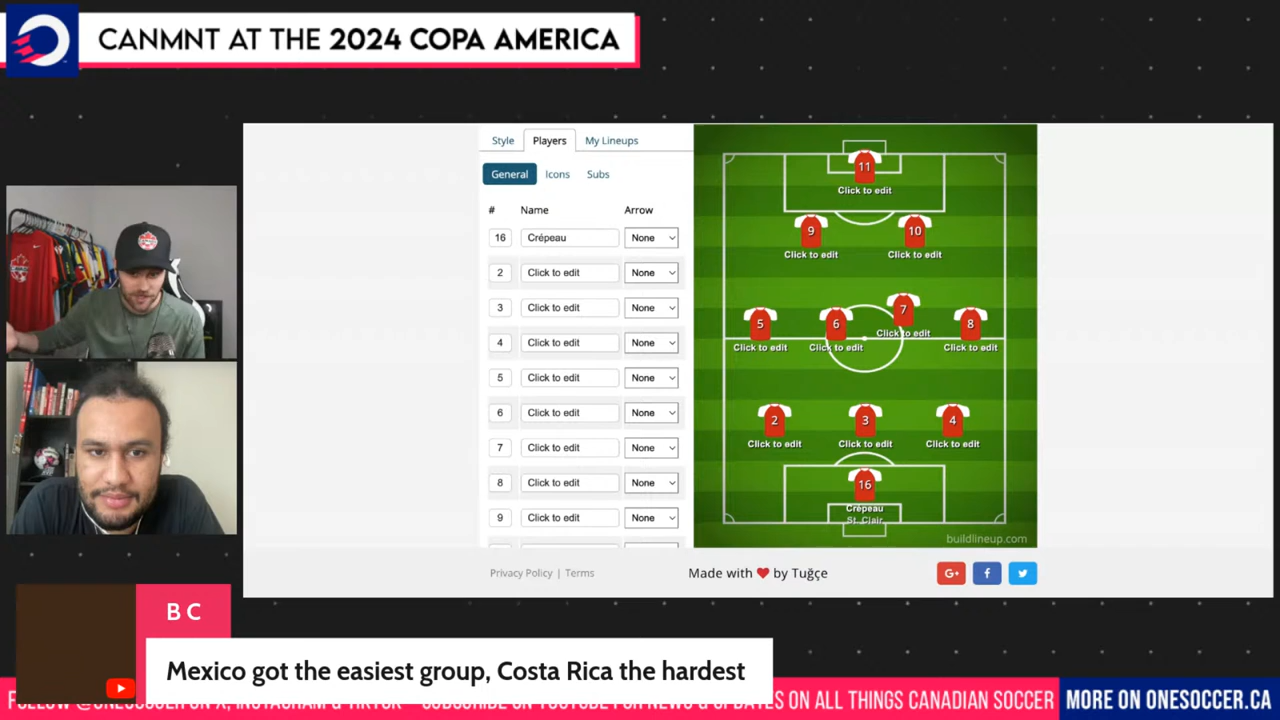 CANMNT AT THE 2024 COPA AMERICA
Style Players My Lineups
General Icons Subs
# Name Arrow
16 Crépeau None
2 Click to edit None
3 Click to edit None
4 Click to edit None
5 Click to edit None
6 Click to edit None
7 Click to edit None
8 Click to edit None
9 Click to edit None
11
Click to edit
9 10
Click to edit Click to edit
5 6 7 8
Click to edit Click to edit Click to edit Click to edit
2 3 4
Click to edit Click to edit Click to edit
16
Crépeau
St. Clair
buildlineup.com
Privacy Policy | Terms
Made with ❤ by Tuğçe
G+ f
B C
Mexico got the easiest group, Costa Rica the hardest
FOLLOW @ONESOCCER ON X, INSTAGRAM & TIKTOK SUBSCRIBE ON YOUTUBE FOR NEWS & UPDATES ON ALL THINGS CANADIAN SOCCER
MORE ON ONESOCCER.CA